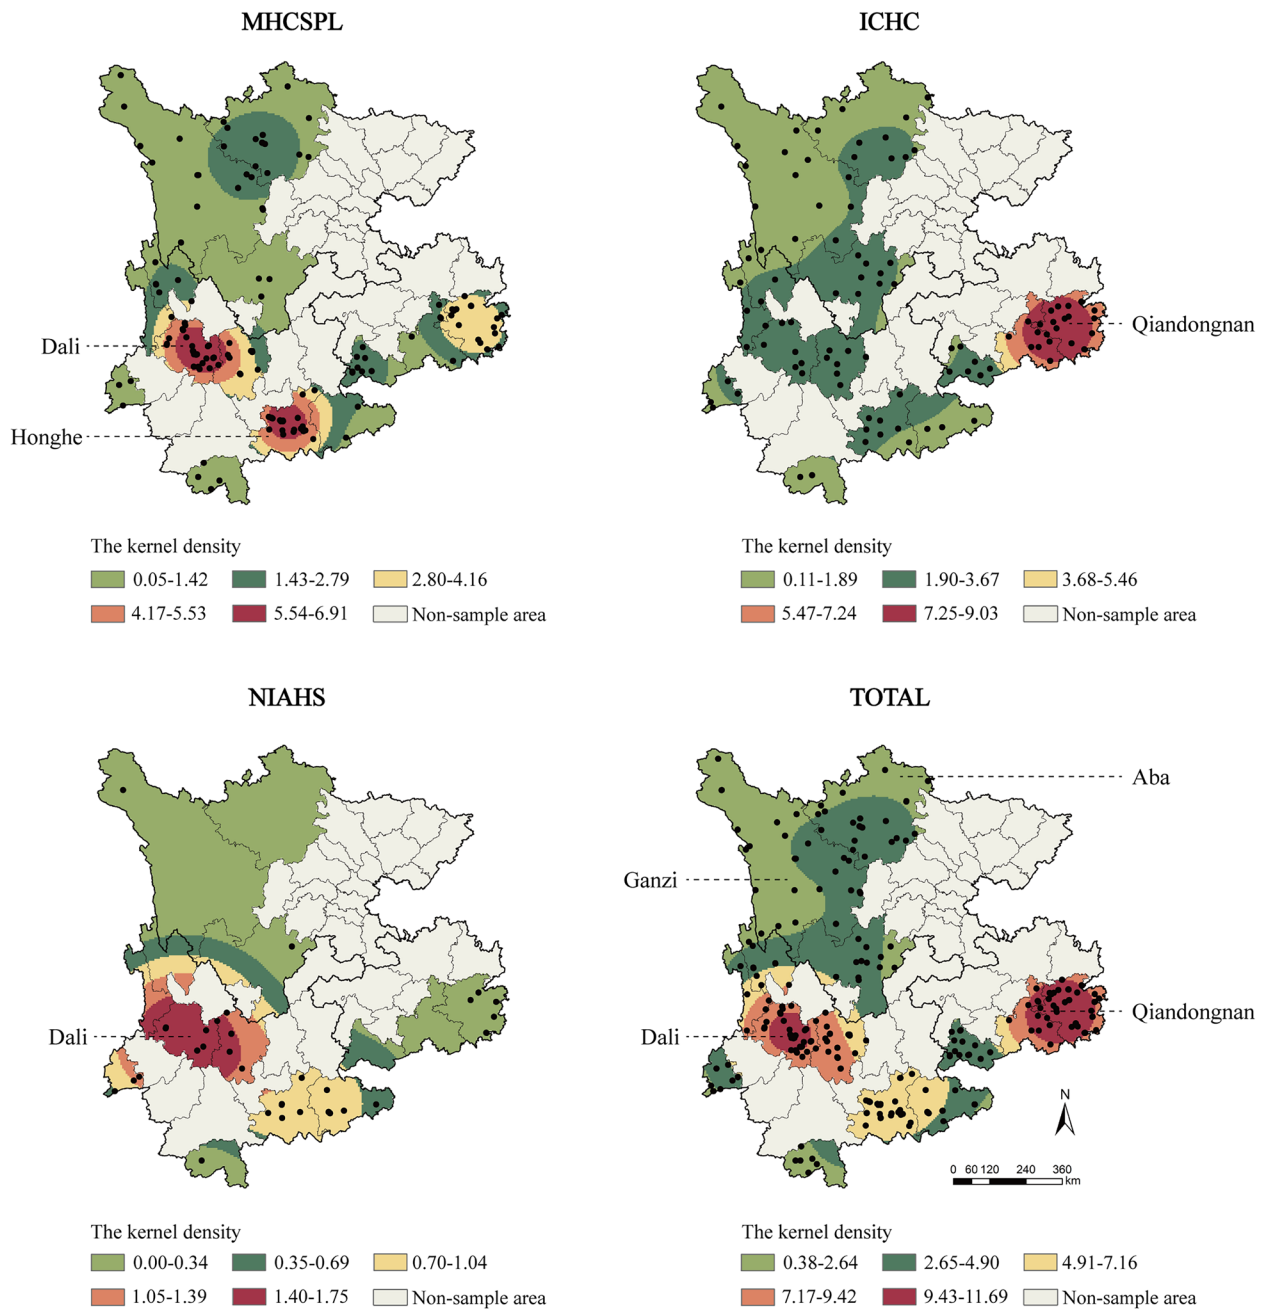 MHCSPL
ICHC
Dali
Honghe
Qiandongnan
The kernel density
0.05-1.42
1.43-2.79
2.80-4.16
4.17-5.53
5.54-6.91
Non-sample area
The kernel density
0.11-1.89
1.90-3.67
3.68-5.46
5.47-7.24
7.25-9.03
Non-sample area
NIAHS
TOTAL
Dali
Aba
Ganzi
Dali
Qiandongnan
N
0 60 120 240 360
km
The kernel density
0.00-0.34
0.35-0.69
0.70-1.04
1.05-1.39
1.40-1.75
Non-sample area
The kernel density
0.38-2.64
2.65-4.90
4.91-7.16
7.17-9.42
9.43-11.69
Non-sample area